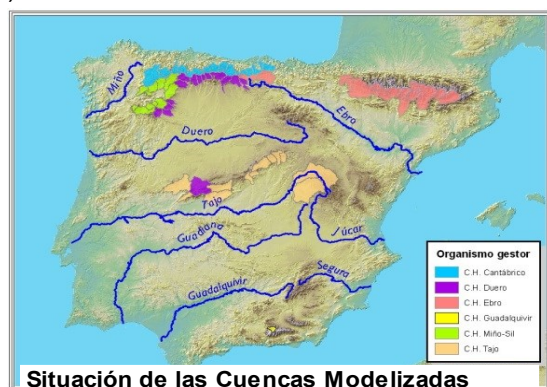 )
Miño
Ebro
Duero
Tajo
Guadiana
Júcar
Segura
Guadalquivir
Organismo gestor
C.H. Cantábrico
C.H. Duero
C.H. Ebro
C.H. Guadalquivir
C.H. Miño-Sil
C.H. Tajo
Situación de las Cuencas Modelizadas